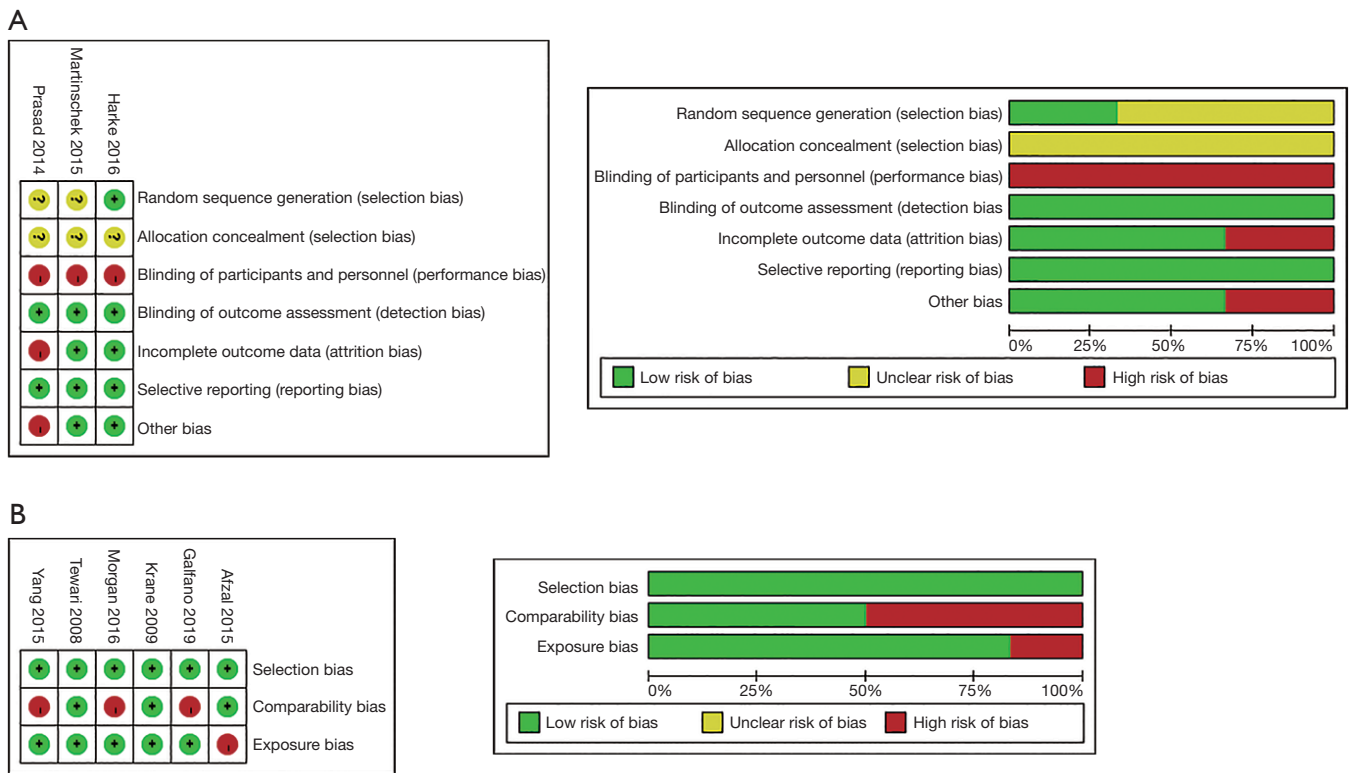 A
Prasad 2014
Martinschek 2015
Harke 2016
? ? + Random sequence generation (selection bias)
? ? ? Allocation concealment (selection bias)
- - - Blinding of participants and personnel (performance bias)
+ + + Blinding of outcome assessment (detection bias)
- + + Incomplete outcome data (attrition bias)
+ + + Selective reporting (reporting bias)
- + + Other bias
Random sequence generation (selection bias)
Allocation concealment (selection bias)
Blinding of participants and personnel (performance bias)
Blinding of outcome assessment (detection bias
Incomplete outcome data (attrition bias)
Selective reporting (reporting bias)
Other bias
0% 25% 50% 75% 100%
Low risk of bias Unclear risk of bias High risk of bias
B
Yang 2015
Tewari 2008
Morgan 2016
Krane 2009
Galfano 2019
Afzal 2015
+ + + + + + Selection bias
- + - + - + Comparability bias
+ + + + + - Exposure bias
Selection bias
Comparability bias
Exposure bias
0% 25% 50% 75% 100%
Low risk of bias Unclear risk of bias High risk of bias